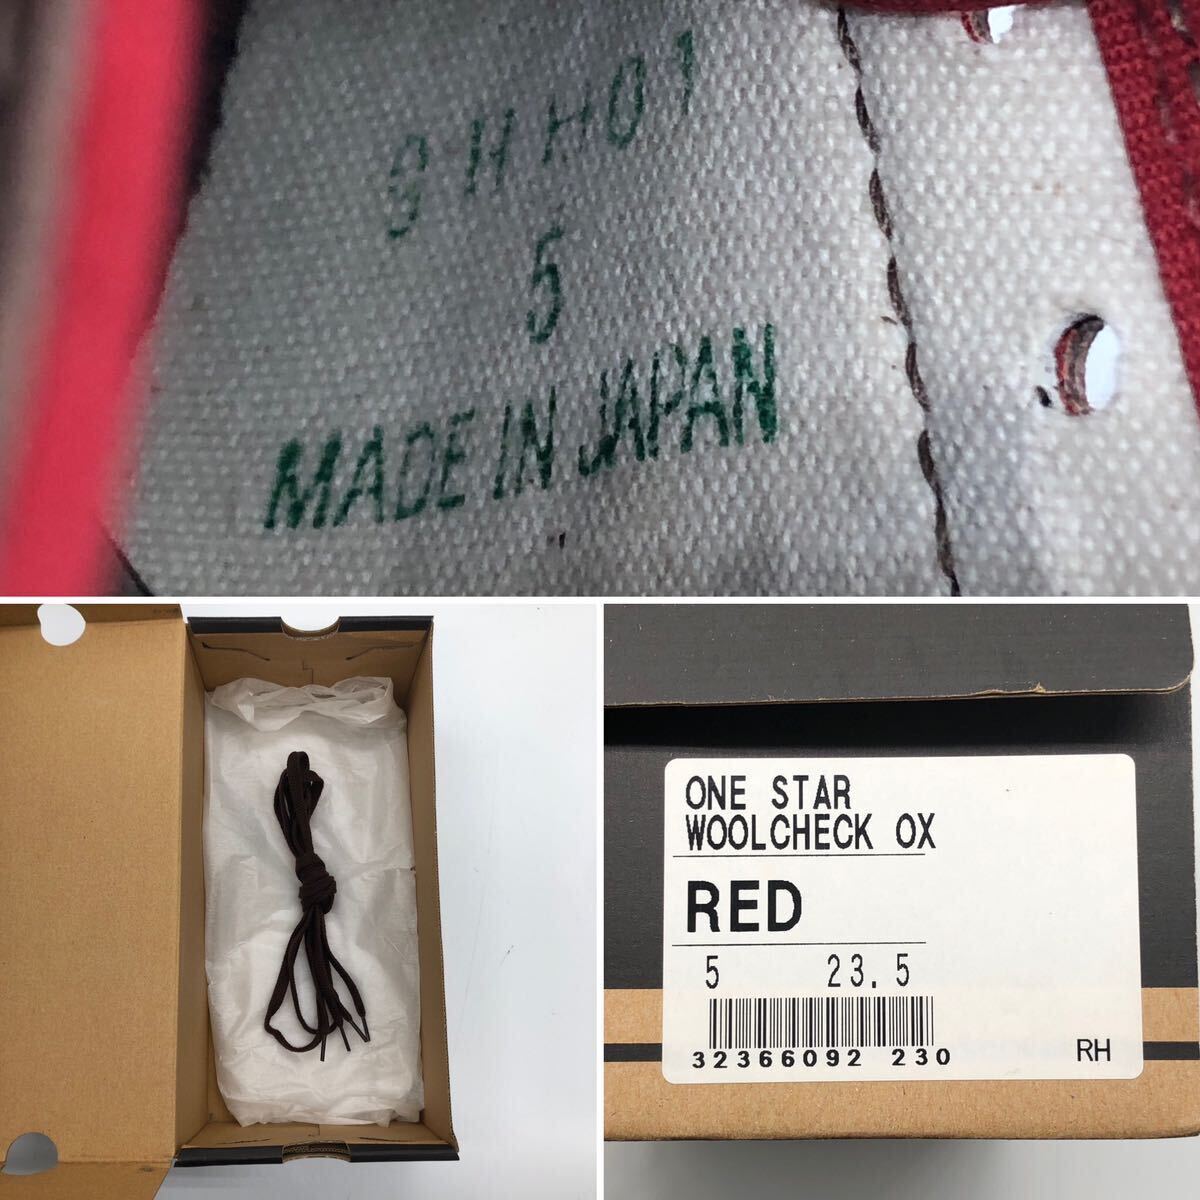 9HH01
5
MADE IN JAPAN
ONE STAR
WOOLCHECK OX
RED
5 23.5
32366092 230
RH